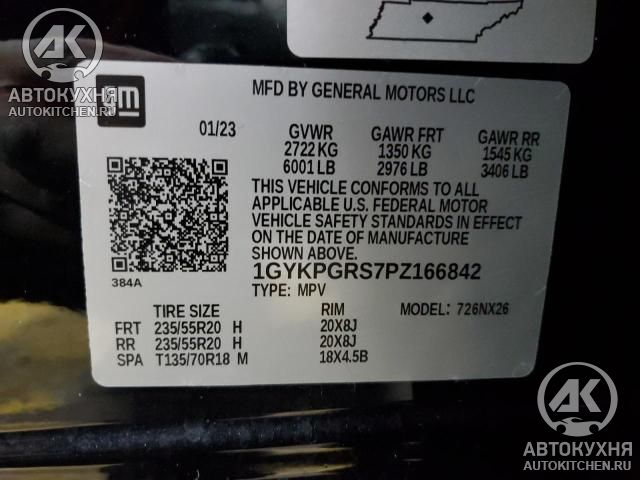 AK
АВТОКУХНЯ
AUTOKITCHEN.RU
gm
MFD BY GENERAL MOTORS LLC
01/23 GVWR GAWR FRT GAWR RR
2722 KG 1350 KG 1545 KG
6001 LB 2976 LB 3406 LB
THIS VEHICLE CONFORMS TO ALL
APPLICABLE U.S. FEDERAL MOTOR
VEHICLE SAFETY STANDARDS IN EFFECT
ON THE DATE OF MANUFACTURE
SHOWN ABOVE.
384A
1GYKPGRS7PZ166842
TYPE: MPV MODEL: 726NX26
TIRE SIZE RIM
FRT 235/55R20 H 20X8J
RR 235/55R20 H 20X8J
SPA T135/70R18 M 18X4.5B
AK
АВТОКУХНЯ
AUTOKITCHEN.RU